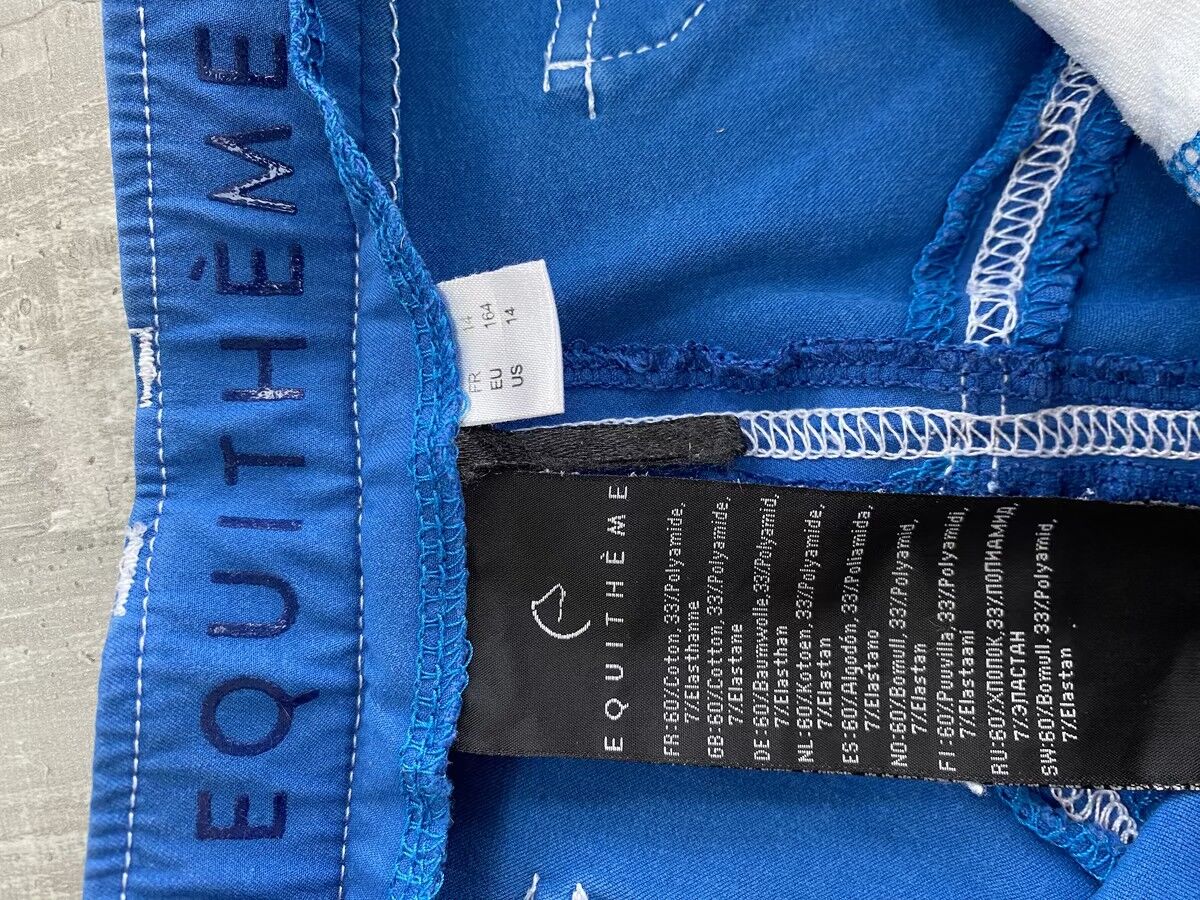 EQUITHÈME
FR 14
EU 164
US 14
EQUITHÈME
FR:60%Coton,33%Polyamide,
7%Elasthanne
GB:60%Cotton,33%Polyamide,
7%Elastane
DE:60%Baumwolle,33%Polyamid,
7%Elasthan
NL:60%Kotoen,33%Polyamide,
7%Elastan
ES:60%Algodón,33%Poliamida,
7%Elastano
NO:60%Bomull,33%Polyamid,
7%Elastan
FI:60%Puuvilla,33%Polyamidi,
7%Elastaani
RU:60%ХЛОПОК,33%ПОЛИАМИД,
7%ЭЛАСТАН
SW:60%Bomull,33%Polyamid,
7%Elastan